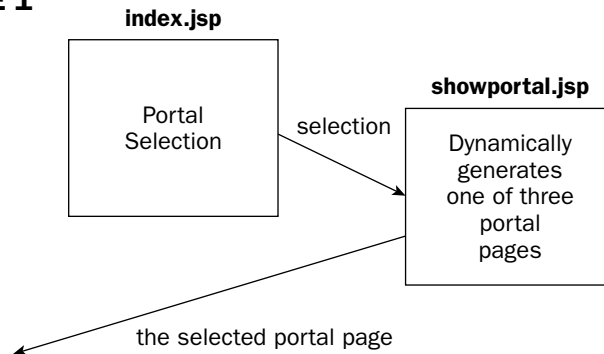 index.jsp
Portal
Selection
selection
showportal.jsp
Dynamically
generates
one of three
portal
pages
the selected portal page